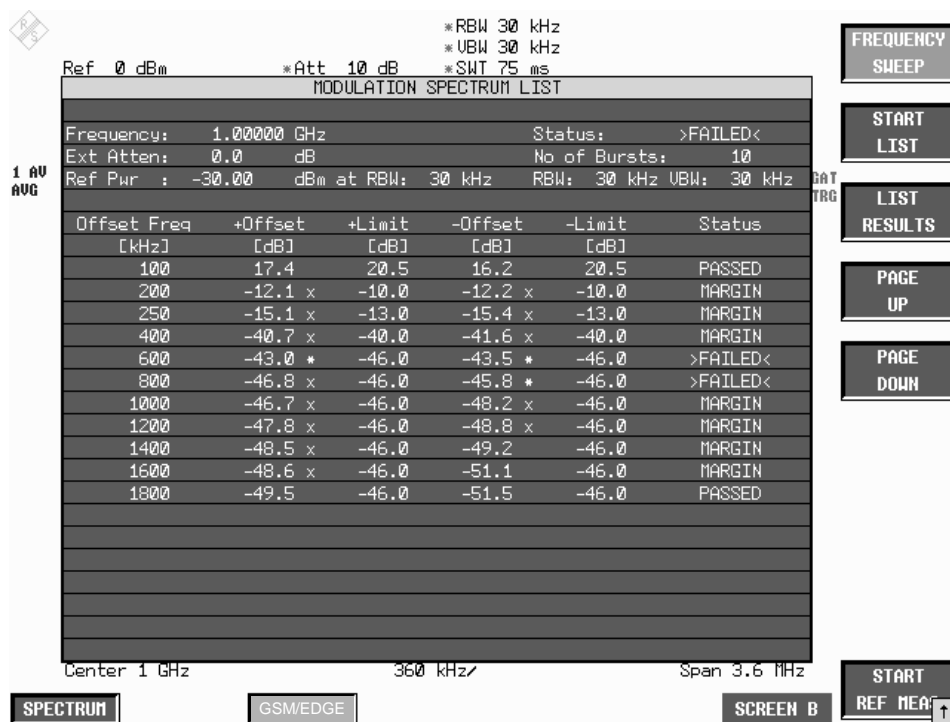 R/S
*RBW 30 kHz
*VBW 30 kHz
Ref 0 dBm *Att 10 dB *SWT 75 ms
MODULATION SPECTRUM LIST
Frequency: 1.00000 GHz Status: >FAILED<
Ext Atten: 0.0 dB No of Bursts: 10
Ref Pwr : -30.00 dBm at RBW: 30 kHz RBW: 30 kHz VBW: 30 kHz
1 AV
AVG
GAT
TRG
Offset Freq +Offset +Limit -Offset -Limit Status
[kHz] [dB] [dB] [dB] [dB]
100 17.4 20.5 16.2 20.5 PASSED
200 -12.1 x -10.0 -12.2 x -10.0 MARGIN
250 -15.1 x -13.0 -15.4 x -13.0 MARGIN
400 -40.7 x -40.0 -41.6 x -40.0 MARGIN
600 -43.0 * -46.0 -43.5 * -46.0 >FAILED<
800 -46.8 x -46.0 -45.8 * -46.0 >FAILED<
1000 -46.7 x -46.0 -48.2 x -46.0 MARGIN
1200 -47.8 x -46.0 -48.8 x -46.0 MARGIN
1400 -48.5 x -46.0 -49.2 -46.0 MARGIN
1600 -48.6 x -46.0 -51.1 -46.0 MARGIN
1800 -49.5 -46.0 -51.5 -46.0 PASSED
Center 1 GHz 360 kHz/ Span 3.6 MHz
SPECTRUM GSM/EDGE SCREEN B
FREQUENCY
SWEEP
START
LIST
LIST
RESULTS
PAGE
UP
PAGE
DOWN
START
REF MEAS
↑